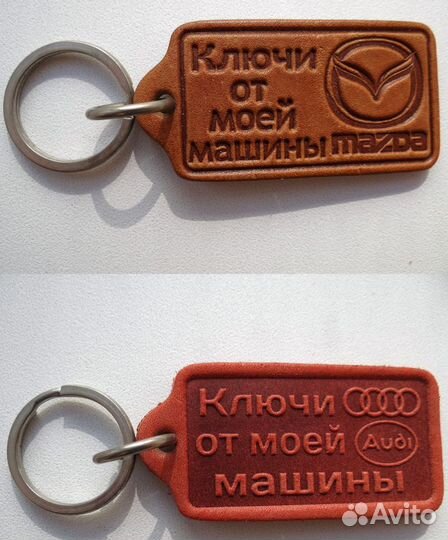 Ключи
от
моей
машины mazDa
Ключи
от моей Audi
машины
Avito